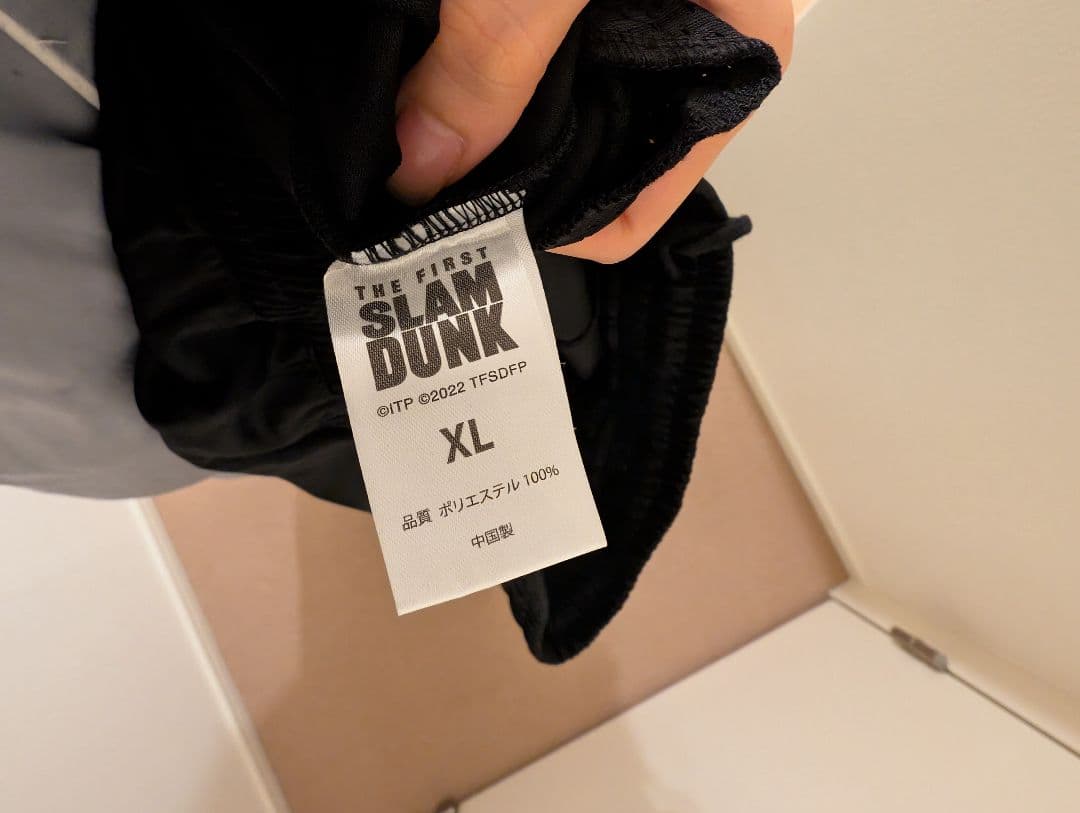 THE FIRST
SLAM
DUNK
©ITP ©2022 TFSDFP
XL
品質 ポリエステル 100%
中国製